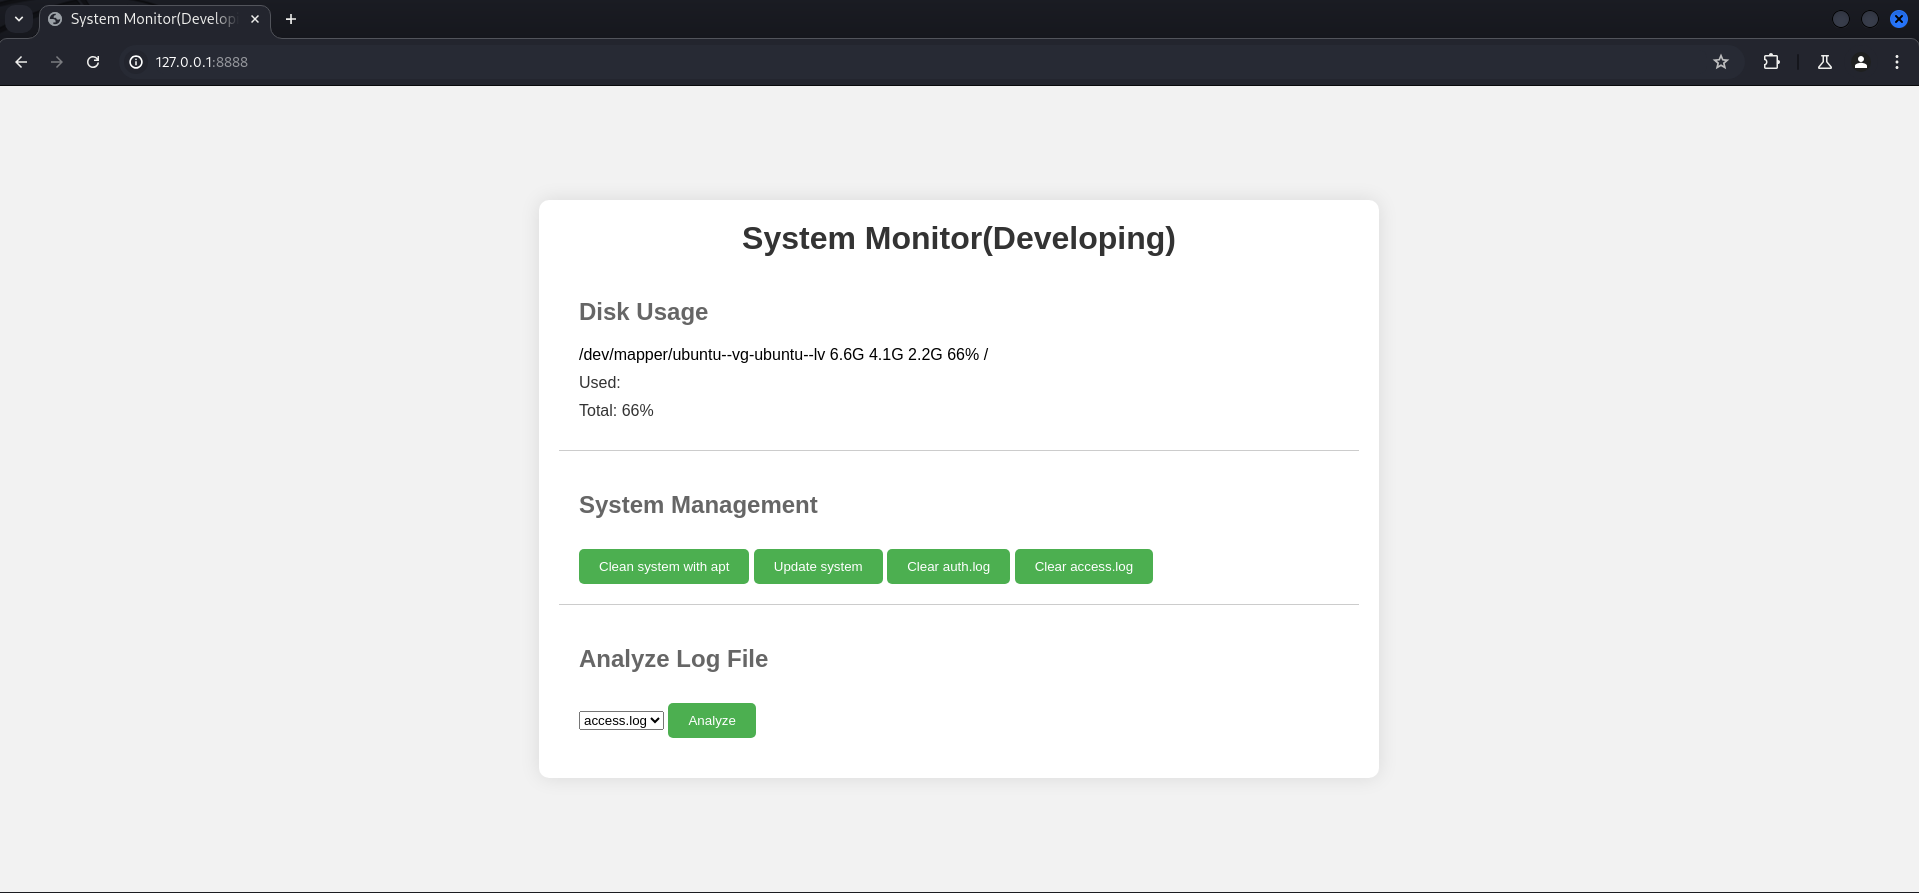 System Monitor(Develop
127.0.0.1:8888
System Monitor(Developing)
Disk Usage
/dev/mapper/ubuntu--vg-ubuntu--lv 6.6G 4.1G 2.2G 66% /
Used:
Total: 66%
System Management
Clean system with apt Update system Clear auth.log Clear access.log
Analyze Log File
access.log Analyze